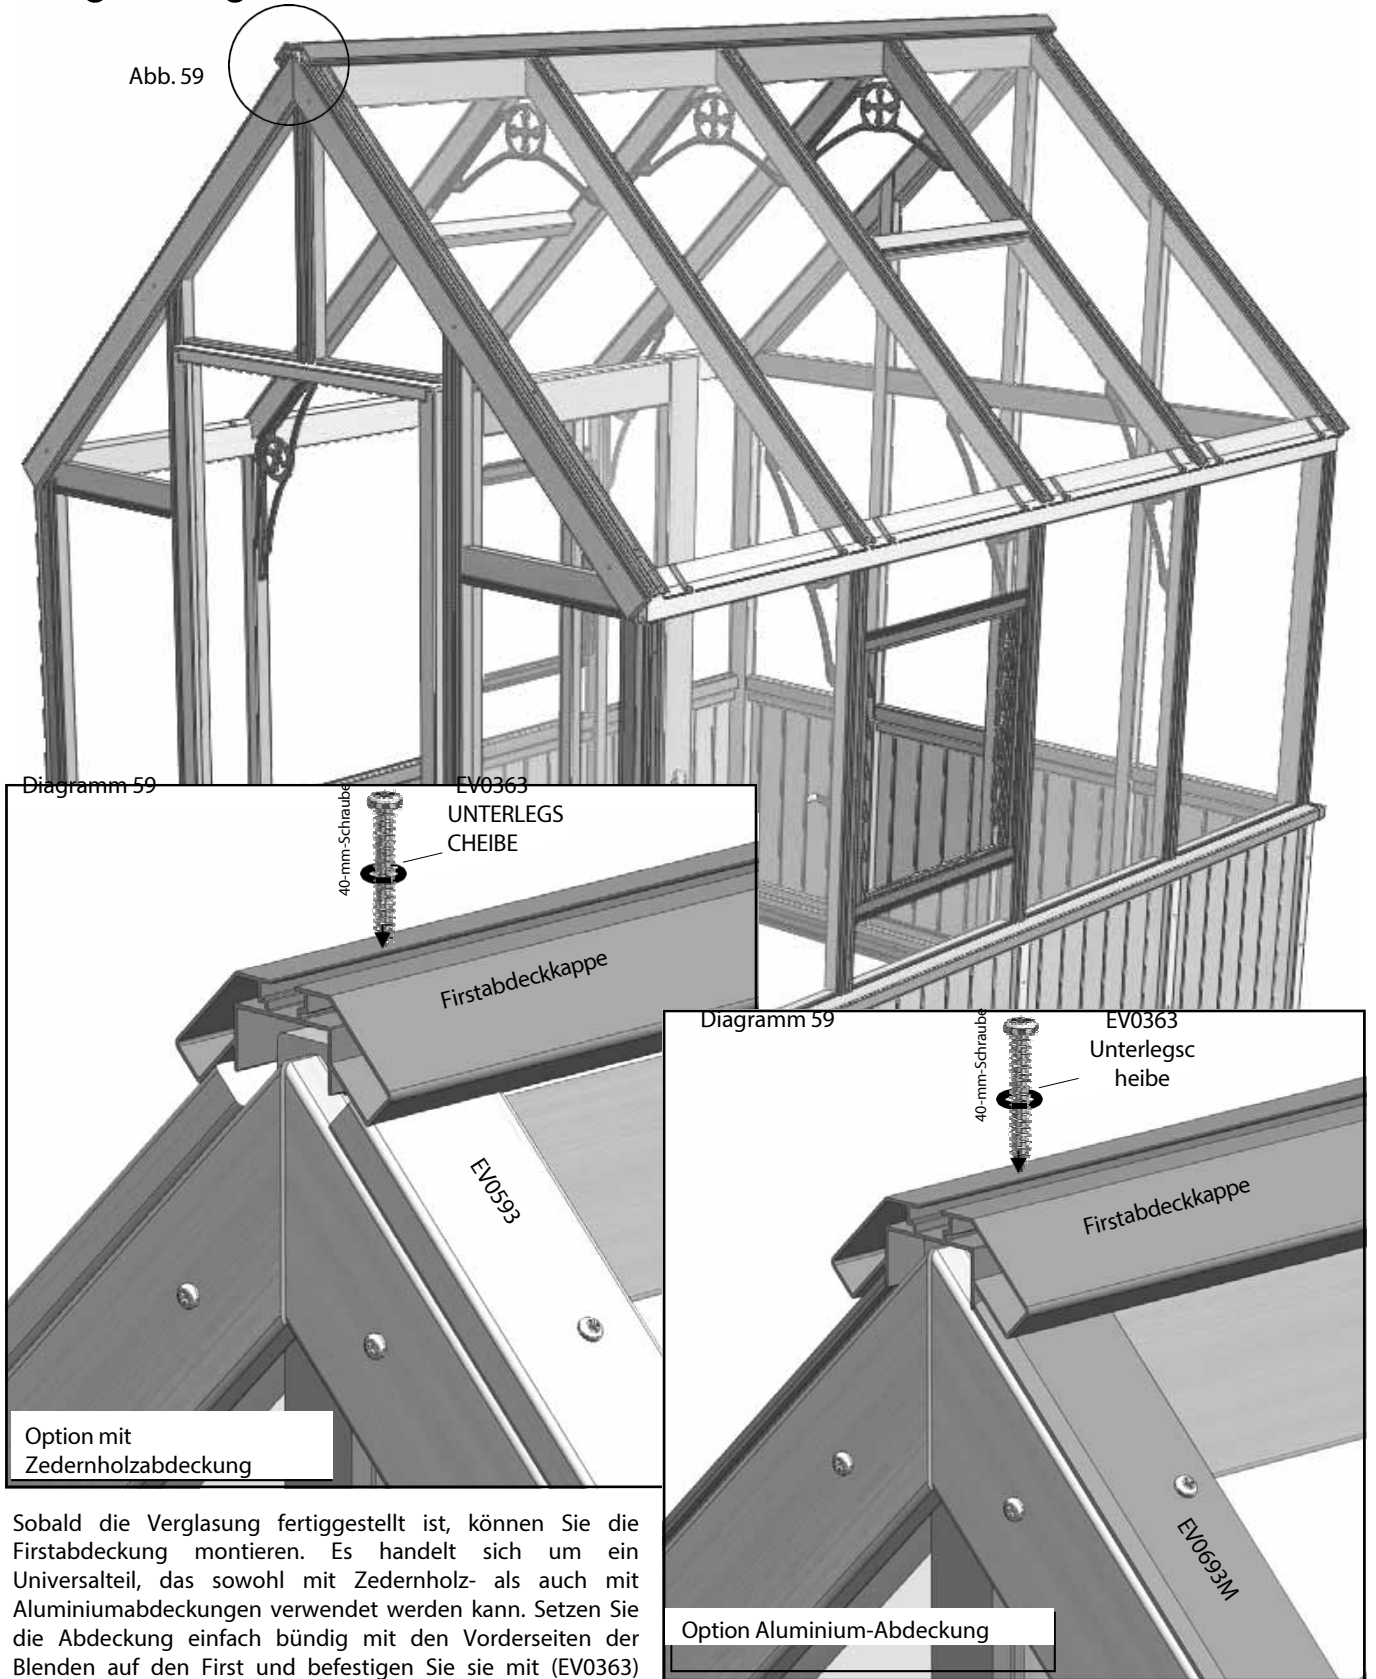 Abb. 59
Diagramm 59
40-mm-Schraube
EV0363
UNTERLEGS
CHEIBE
Firstabdeckkappe
EV0593
Option mit
Zedernholzabdeckung
Diagramm 59
40-mm-Schraube
EV0363
Unterlegsc
heibe
Firstabdeckkappe
EV0693M
Option Aluminium-Abdeckung
Sobald die Verglasung fertiggestellt ist, können Sie die
Firstabdeckung montieren. Es handelt sich um ein
Universalteil, das sowohl mit Zedernholz- als auch mit
Aluminiumabdeckungen verwendet werden kann. Setzen Sie
die Abdeckung einfach bündig mit den Vorderseiten der
Blenden auf den First und befestigen Sie sie mit (EV0363)